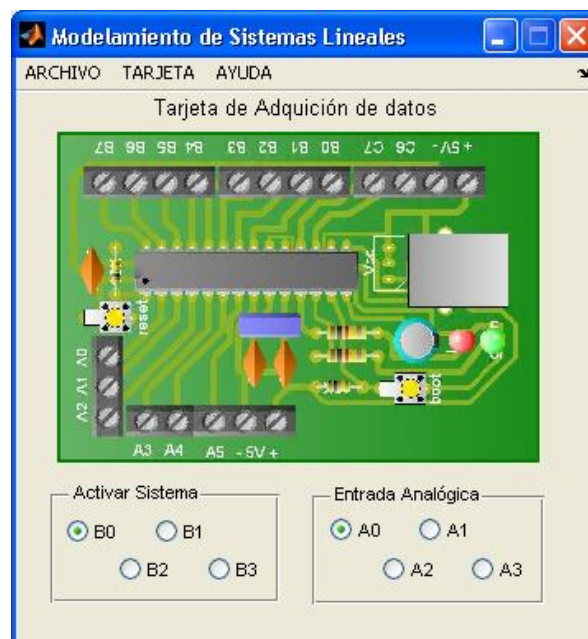 Modelamiento de Sistemas Lineales
ARCHIVO TARJETA AYUDA
Tarjeta de Adquición de datos
B7 B6 B5 B4 B3 B2 B1 B0 C7 C6 -5V+
reset
boot
A0
A1
A2
A3 A4 A5 - 5V +
Activar Sistema
B0 B1
B2 B3
Entrada Analógica
A0 A1
A2 A3